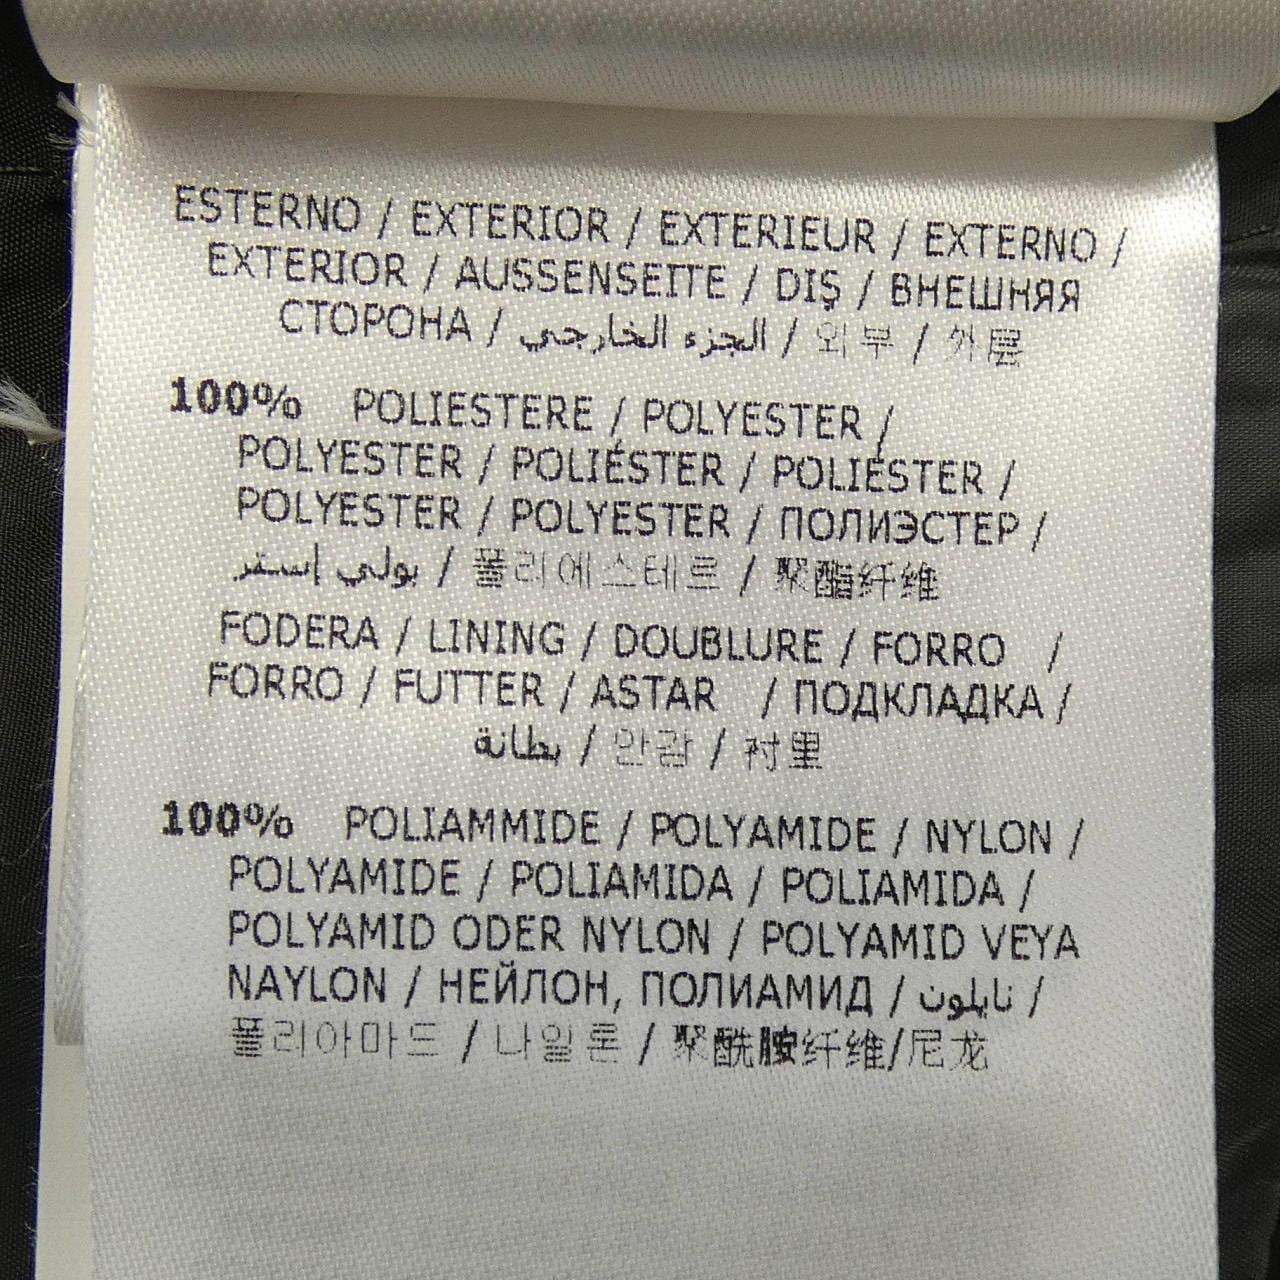 ESTERNO / EXTERIOR / EXTERIEUR / EXTERNO /
EXTERIOR / AUSSENSEITE / DIŞ / ВНЕШНЯЯ
СТОРОНА / الجزء الخارجي / 외부 / 外层
100% POLIESTERE / POLYESTER /
POLYESTER / POLIÉSTER / POLIÉSTER /
POLYESTER / POLYESTER / ПОЛИЭСТЕР /
بولي إستر / 폴리에스테르 / 聚酯纤维
FODERA / LINING / DOUBLURE / FORRO /
FORRO / FUTTER / ASTAR / ПОДКЛАДКА /
بطانة / 안감 / 衬里
100% POLIAMMIDE / POLYAMIDE / NYLON /
POLYAMIDE / POLIAMIDA / POLIAMIDA /
POLYAMID ODER NYLON / POLYAMID VEYA
NAYLON / НЕЙЛОН, ПОЛИАМИД / نايلون /
폴리아마드 / 나일론 / 聚酰胺纤维/尼龙